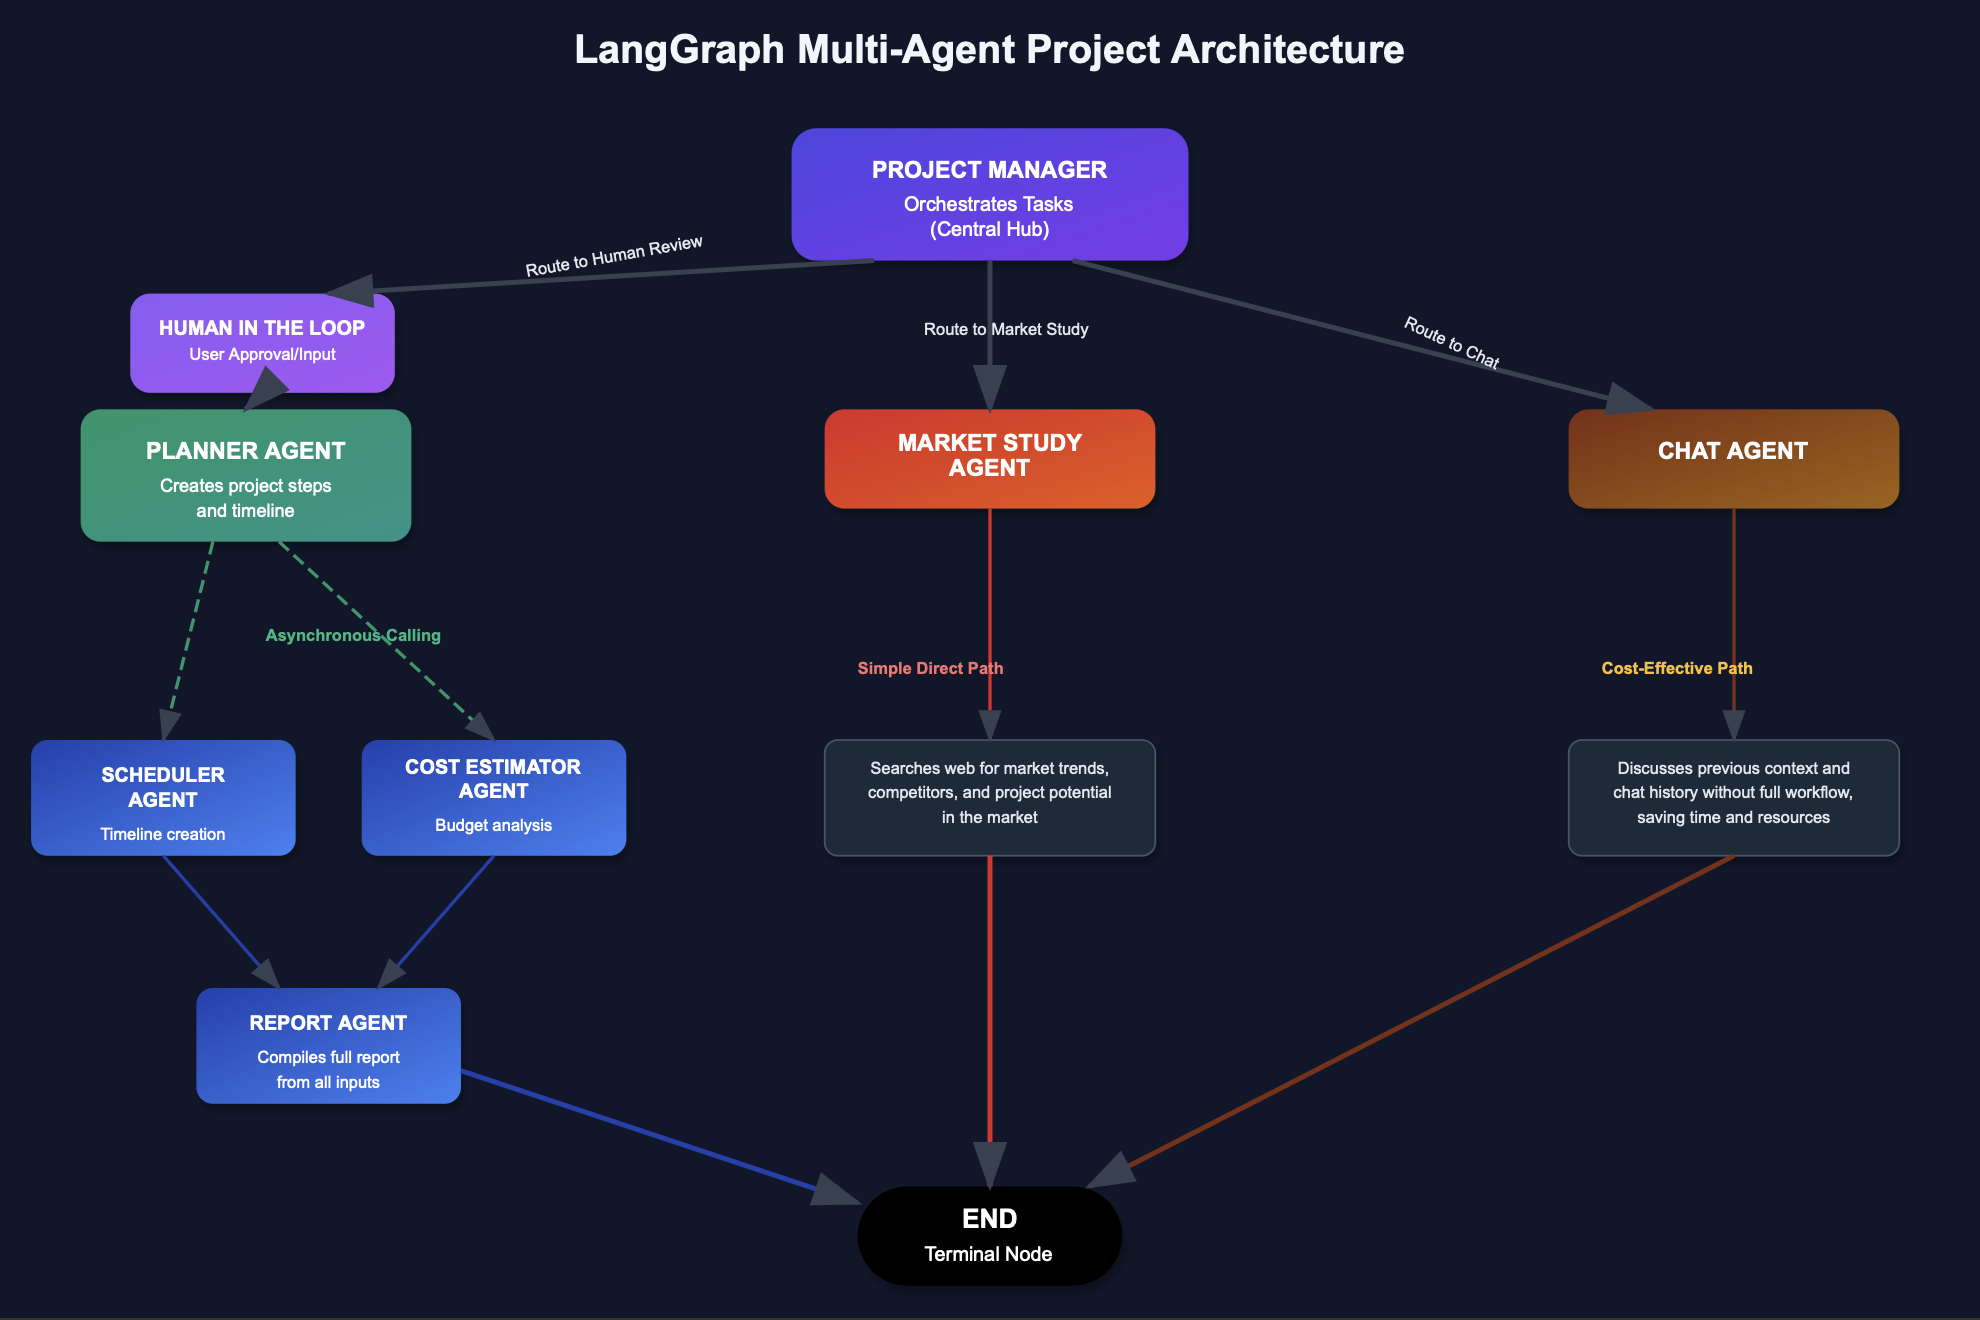 LangGraph Multi-Agent Project Architecture
PROJECT MANAGER
Orchestrates Tasks
(Central Hub)
Route to Human Review
Route to Market Study
Route to Chat
HUMAN IN THE LOOP
User Approval/Input
PLANNER AGENT
Creates project steps
and timeline
MARKET STUDY
AGENT
CHAT AGENT
Asynchronous Calling
Simple Direct Path
Cost-Effective Path
SCHEDULER
AGENT
Timeline creation
COST ESTIMATOR
AGENT
Budget analysis
Searches web for market trends,
competitors, and project potential
in the market
Discusses previous context and
chat history without full workflow,
saving time and resources
REPORT AGENT
Compiles full report
from all inputs
END
Terminal Node